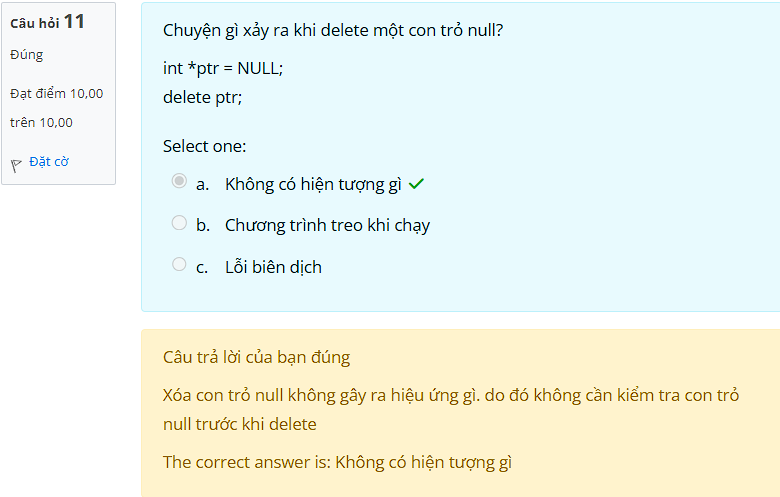 Câu hỏi 11
Đúng
Đạt điểm 10,00
trên 10,00
Đặt cờ
Chuyện gì xảy ra khi delete một con trỏ null?
int *ptr = NULL;
delete ptr;
Select one:
a. Không có hiện tượng gì
b. Chương trình treo khi chạy
c. Lỗi biên dịch
Câu trả lời của bạn đúng
Xóa con trỏ null không gây ra hiệu ứng gì. do đó không cần kiểm tra con trỏ
null trước khi delete
The correct answer is: Không có hiện tượng gì